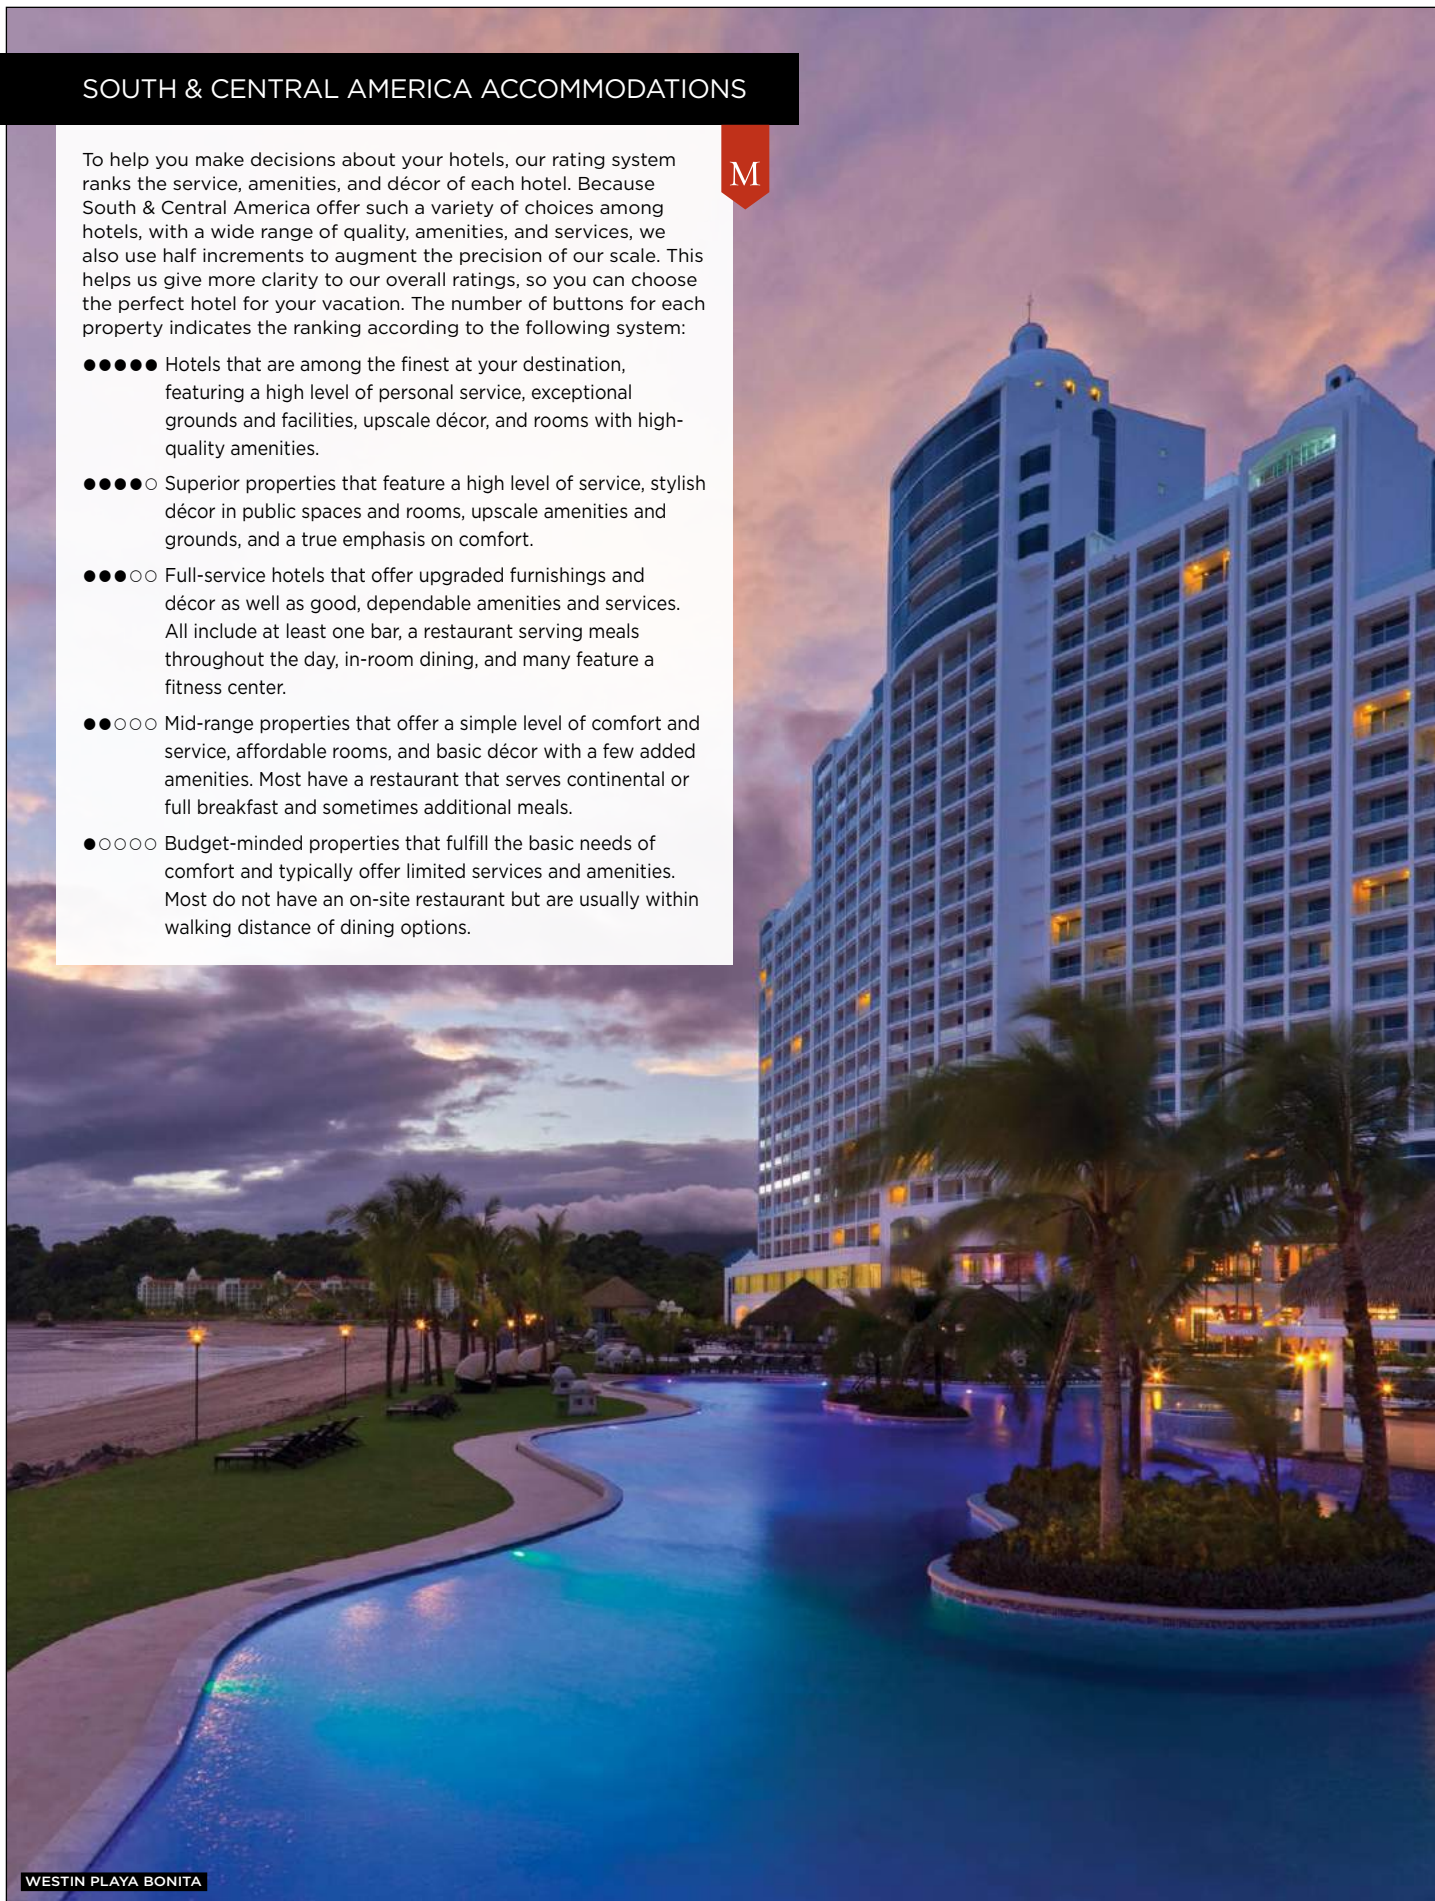 SOUTH & CENTRAL AMERICA ACCOMMODATIONS
M
To help you make decisions about your hotels, our rating system
ranks the service, amenities, and décor of each hotel. Because
South & Central America offer such a variety of choices among
hotels, with a wide range of quality, amenities, and services, we
also use half increments to augment the precision of our scale. This
helps us give more clarity to our overall ratings, so you can choose
the perfect hotel for your vacation. The number of buttons for each
property indicates the ranking according to the following system:
●●●●● Hotels that are among the finest at your destination,
featuring a high level of personal service, exceptional
grounds and facilities, upscale décor, and rooms with high-
quality amenities.
●●●●○ Superior properties that feature a high level of service, stylish
décor in public spaces and rooms, upscale amenities and
grounds, and a true emphasis on comfort.
●●●○○ Full-service hotels that offer upgraded furnishings and
décor as well as good, dependable amenities and services.
All include at least one bar, a restaurant serving meals
throughout the day, in-room dining, and many feature a
fitness center.
●●○○○ Mid-range properties that offer a simple level of comfort and
service, affordable rooms, and basic décor with a few added
amenities. Most have a restaurant that serves continental or
full breakfast and sometimes additional meals.
●○○○○ Budget-minded properties that fulfill the basic needs of
comfort and typically offer limited services and amenities.
Most do not have an on-site restaurant but are usually within
walking distance of dining options.
WESTIN PLAYA BONITA